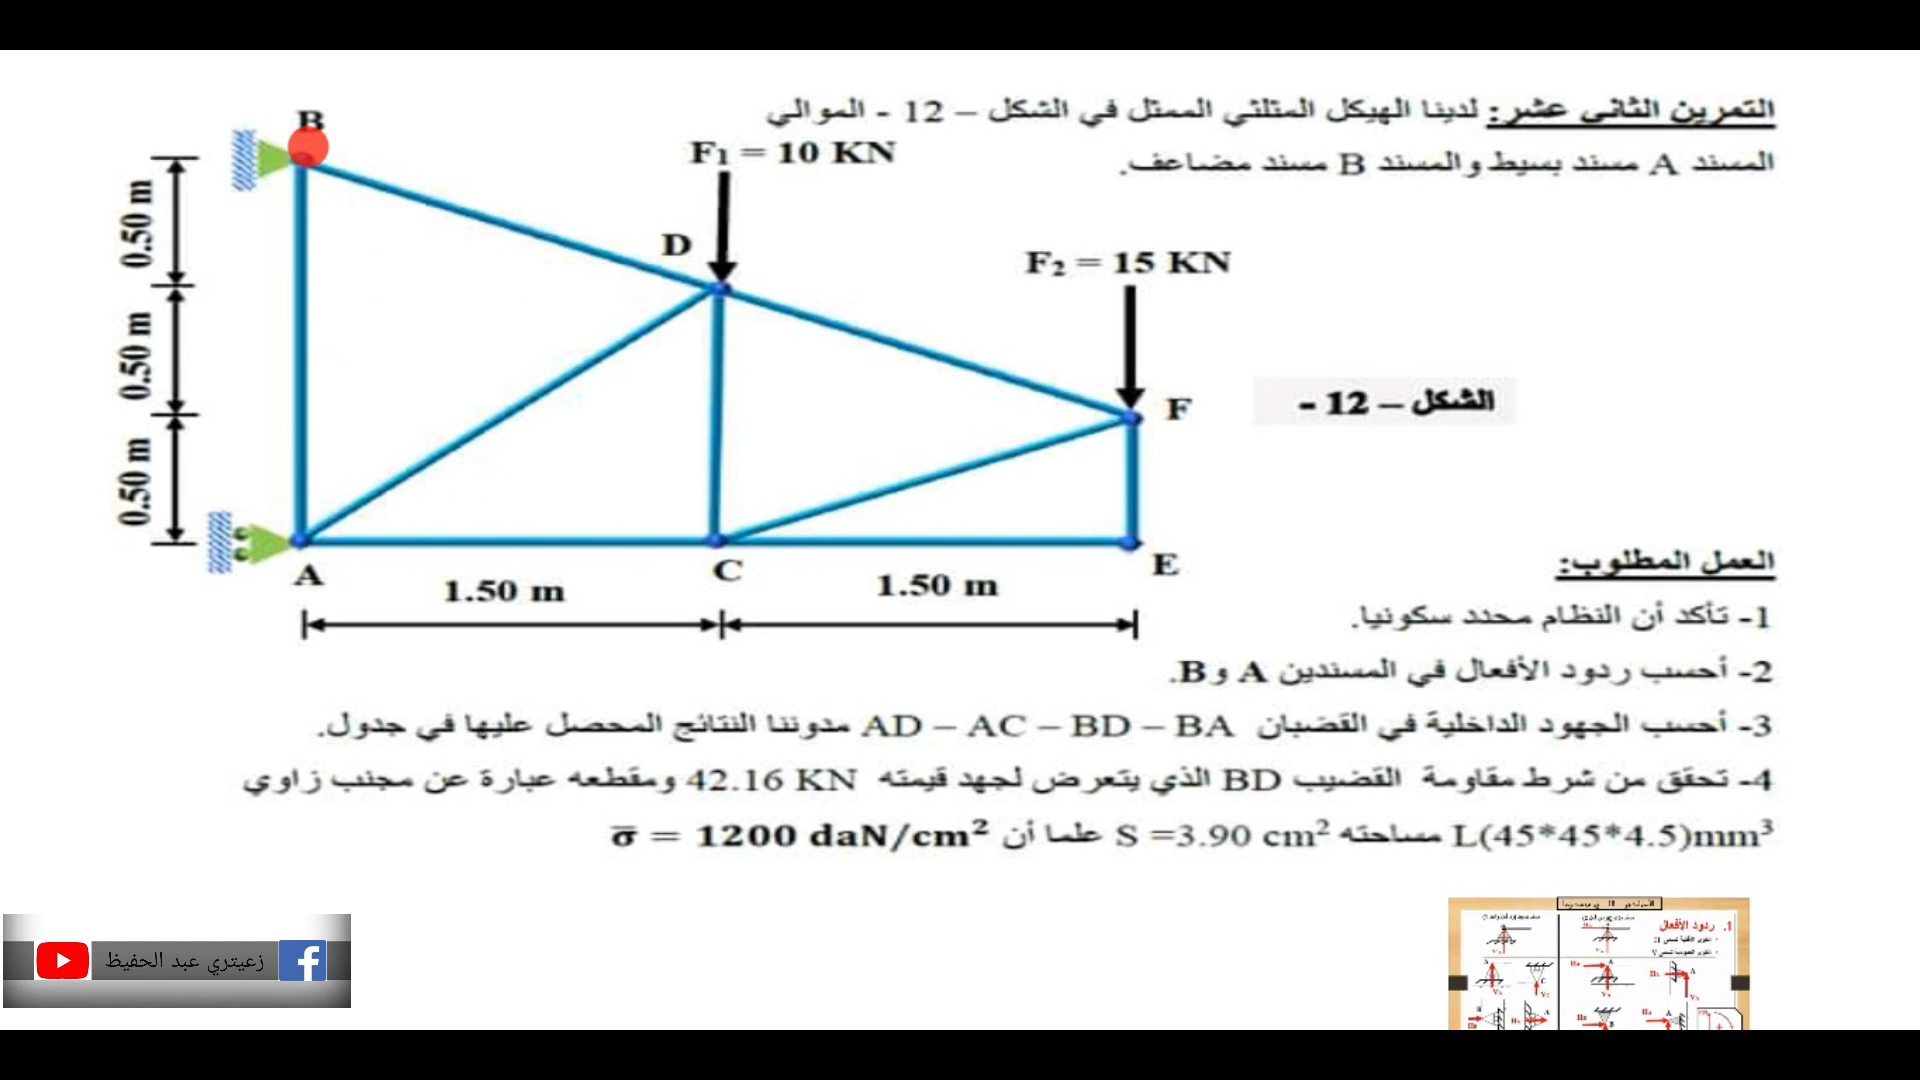 التمرين الثاني عشر: لدينا الهيكل المثلثي الممثل في الشكل – 12 - الموالي
المسند A مسند بسيط والمسند B مسند مضاعف.
B
F₁ = 10 KN
D
F₂ = 15 KN
F
0.50 m
0.50 m
0.50 m
الشكل – 12 -
A
C
E
1.50 m
1.50 m
العمل المطلوب:
1- تأكد أن النظام محدد سكونيا.
2- أحسب ردود الأفعال في المسندين A و B.
3- أحسب الجهود الداخلية في القضبان AD – AC – BD – BA مدوننا النتائج المحصل عليها في جدول.
4- تحقق من شرط مقاومة القضيب BD الذي يتعرض لجهد قيمته 42.16 KN ومقطعه عبارة عن مجنب زاوي
L(45*45*4.5)mm³ مساحته S =3.90 cm² علما أن σ̅ = 1200 daN/cm²
زعيتري عبد الحفيظ
1. ردود الأفعال